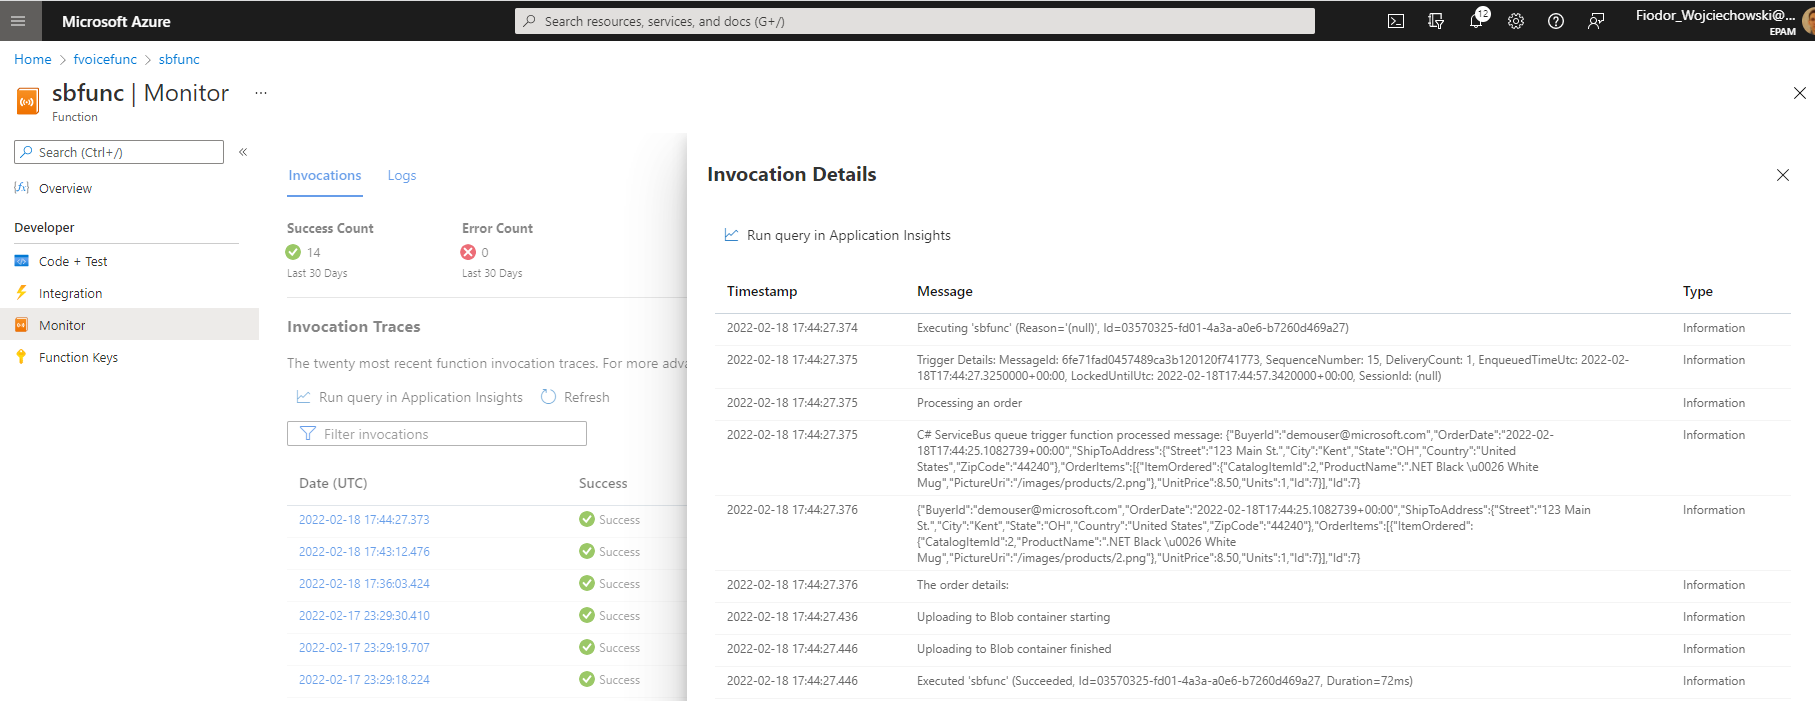 Microsoft Azure
Search resources, services, and docs (G+/)
12
Fiodor_Wojciechowski@...
EPAM
Home > fvoicefunc > sbfunc
sbfunc | Monitor ...
Function
Search (Ctrl+/)
«
Overview
Developer
Code + Test
Integration
Monitor
Function Keys
Invocations Logs
Success Count Error Count
14 0
Last 30 Days Last 30 Days
Invocation Traces
The twenty most recent function invocation traces. For more adva
Run query in Application Insights Refresh
Filter invocations
Date (UTC) Success
2022-02-18 17:44:27.373 Success
2022-02-18 17:43:12.476 Success
2022-02-18 17:36:03.424 Success
2022-02-17 23:29:30.410 Success
2022-02-17 23:29:19.707 Success
2022-02-17 23:29:18.224 Success
Invocation Details
Run query in Application Insights
Timestamp Message Type
2022-02-18 17:44:27.374 Executing 'sbfunc' (Reason='(null)', Id=03570325-fd01-4a3a-a0e6-b7260d469a27) Information
2022-02-18 17:44:27.375 Trigger Details: MessageId: 6fe71fad0457489ca3b120120f741773, SequenceNumber: 15, DeliveryCount: 1, EnqueuedTimeUtc: 2022-02- Information
18T17:44:27.3250000+00:00, LockedUntilUtc: 2022-02-18T17:44:57.3420000+00:00, SessionId: (null)
2022-02-18 17:44:27.375 Processing an order Information
2022-02-18 17:44:27.375 C# ServiceBus queue trigger function processed message: {"BuyerId":"demouser@microsoft.com","OrderDate":"2022-02- Information
18T17:44:25.1082739+00:00","ShipToAddress":{"Street":"123 Main St.","City":"Kent","State":"OH","Country":"United
States","ZipCode":"44240"},"OrderItems":[{"ItemOrdered":{"CatalogItemId":2,"ProductName":".NET Black \u0026 White
Mug","PictureUri":"/images/products/2.png"},"UnitPrice":8.50,"Units":1,"Id":7}],"Id":7}
2022-02-18 17:44:27.376 {"BuyerId":"demouser@microsoft.com","OrderDate":"2022-02-18T17:44:25.1082739+00:00","ShipToAddress":{"Street":"123 Main Information
St.","City":"Kent","State":"OH","Country":"United States","ZipCode":"44240"},"OrderItems":[{"ItemOrdered":
{"CatalogItemId":2,"ProductName":".NET Black \u0026 White
Mug","PictureUri":"/images/products/2.png"},"UnitPrice":8.50,"Units":1,"Id":7}],"Id":7}
2022-02-18 17:44:27.376 The order details: Information
2022-02-18 17:44:27.436 Uploading to Blob container starting Information
2022-02-18 17:44:27.446 Uploading to Blob container finished Information
2022-02-18 17:44:27.446 Executed 'sbfunc' (Succeeded, Id=03570325-fd01-4a3a-a0e6-b7260d469a27, Duration=72ms) Information